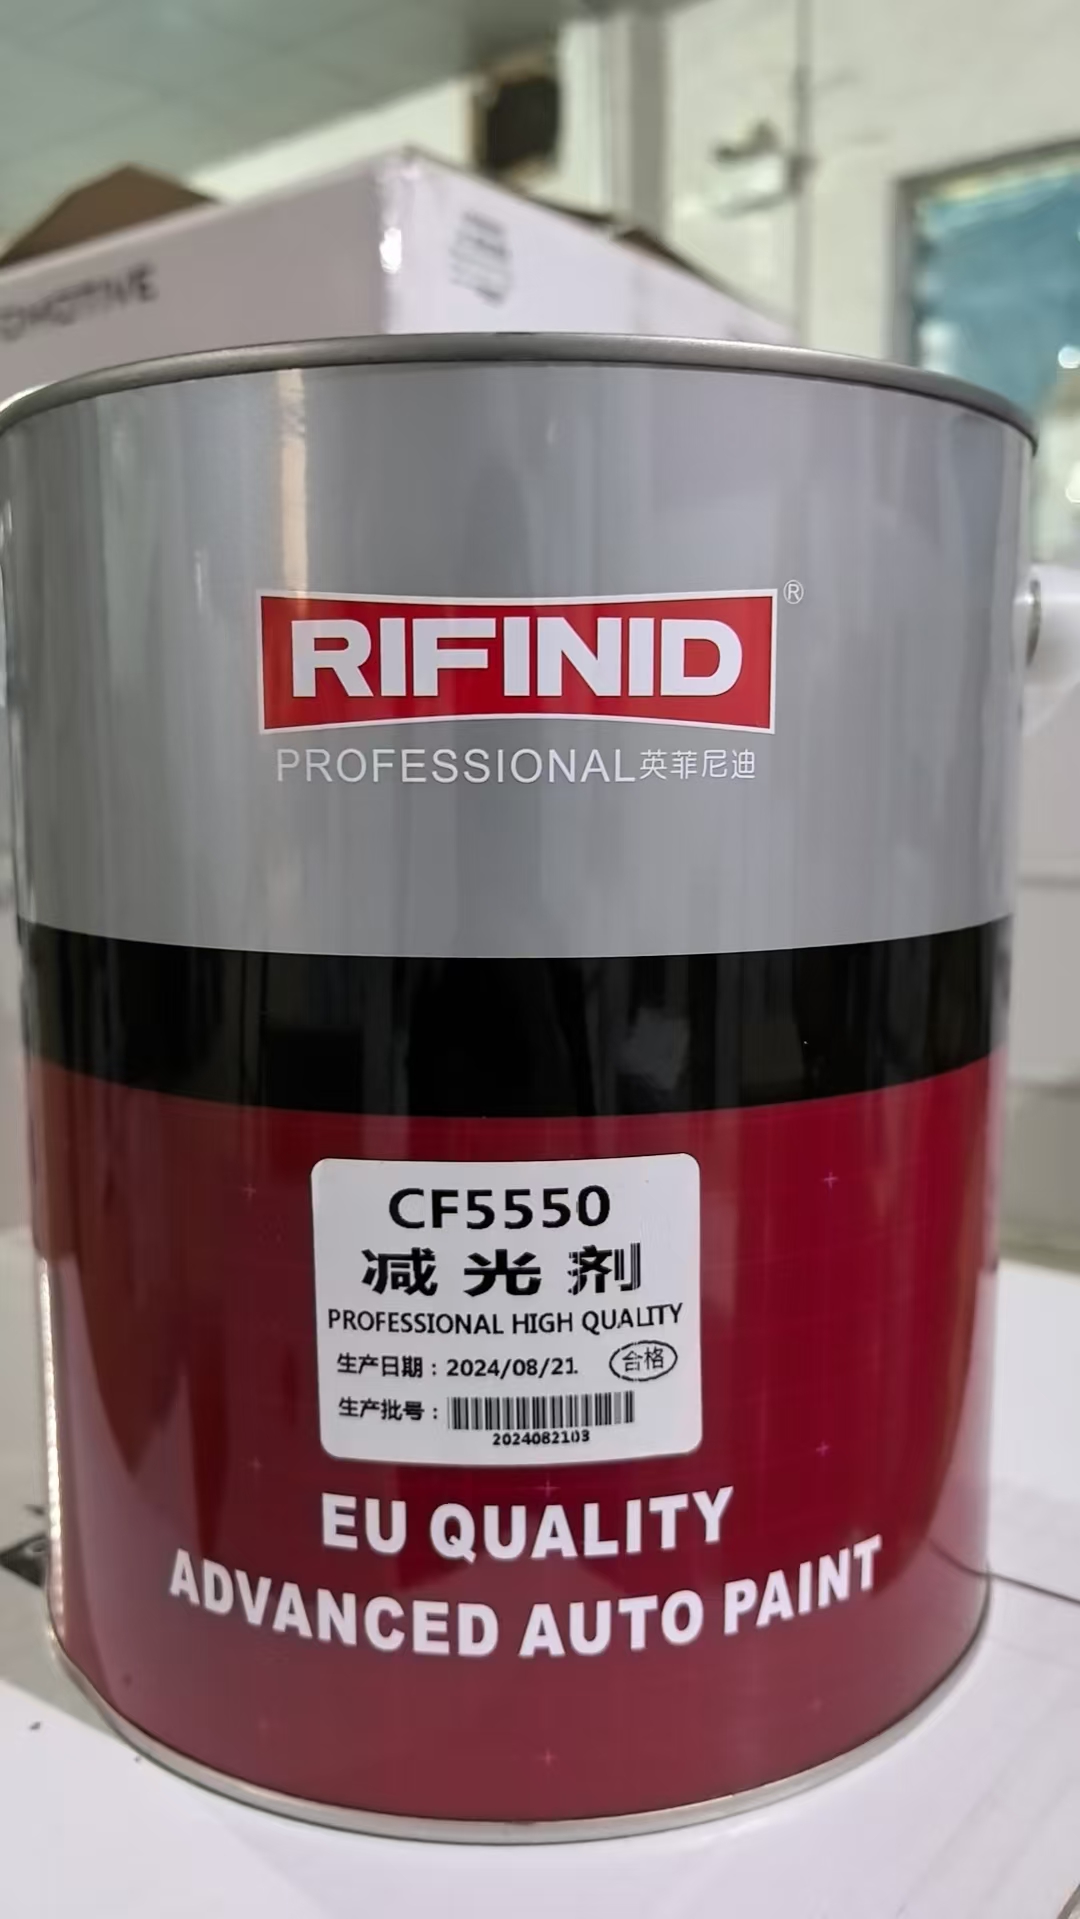 RIFINID®
PROFESSIONAL英菲尼迪
CF5550
减光剂
PROFESSIONAL HIGH QUALITY
生产日期：2024/08/21
合格
生产批号：
2024082103
EU QUALITY
ADVANCED AUTO PAINT